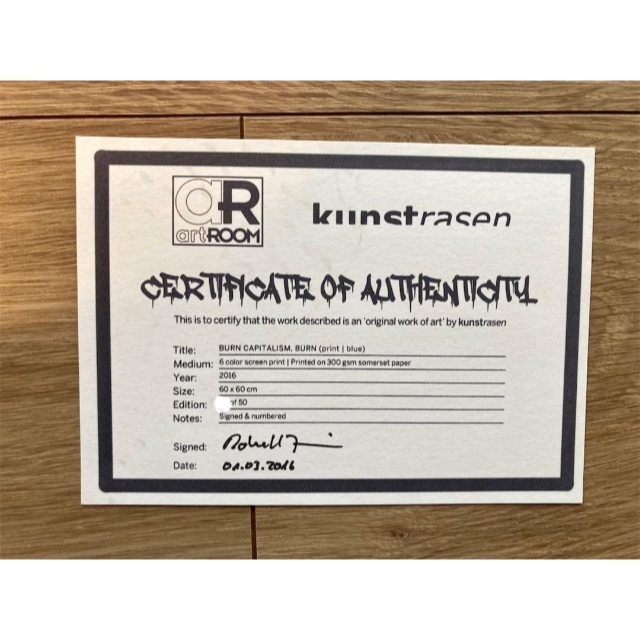 aR
artROOM
kunstrasen
CERTIFICATE OF AUTHENTICITY
This is to certify that the work described is an 'original work of art' by kunstrasen
Title: BURN CAPITALISM, BURN (print | blue)
Medium: 6 color screen print | Printed on 300 gsm somerset paper
Year: 2016
Size: 60 x 60 cm
Edition: of 50
Notes: Signed & numbered
Signed:
Date: 01.03.2016